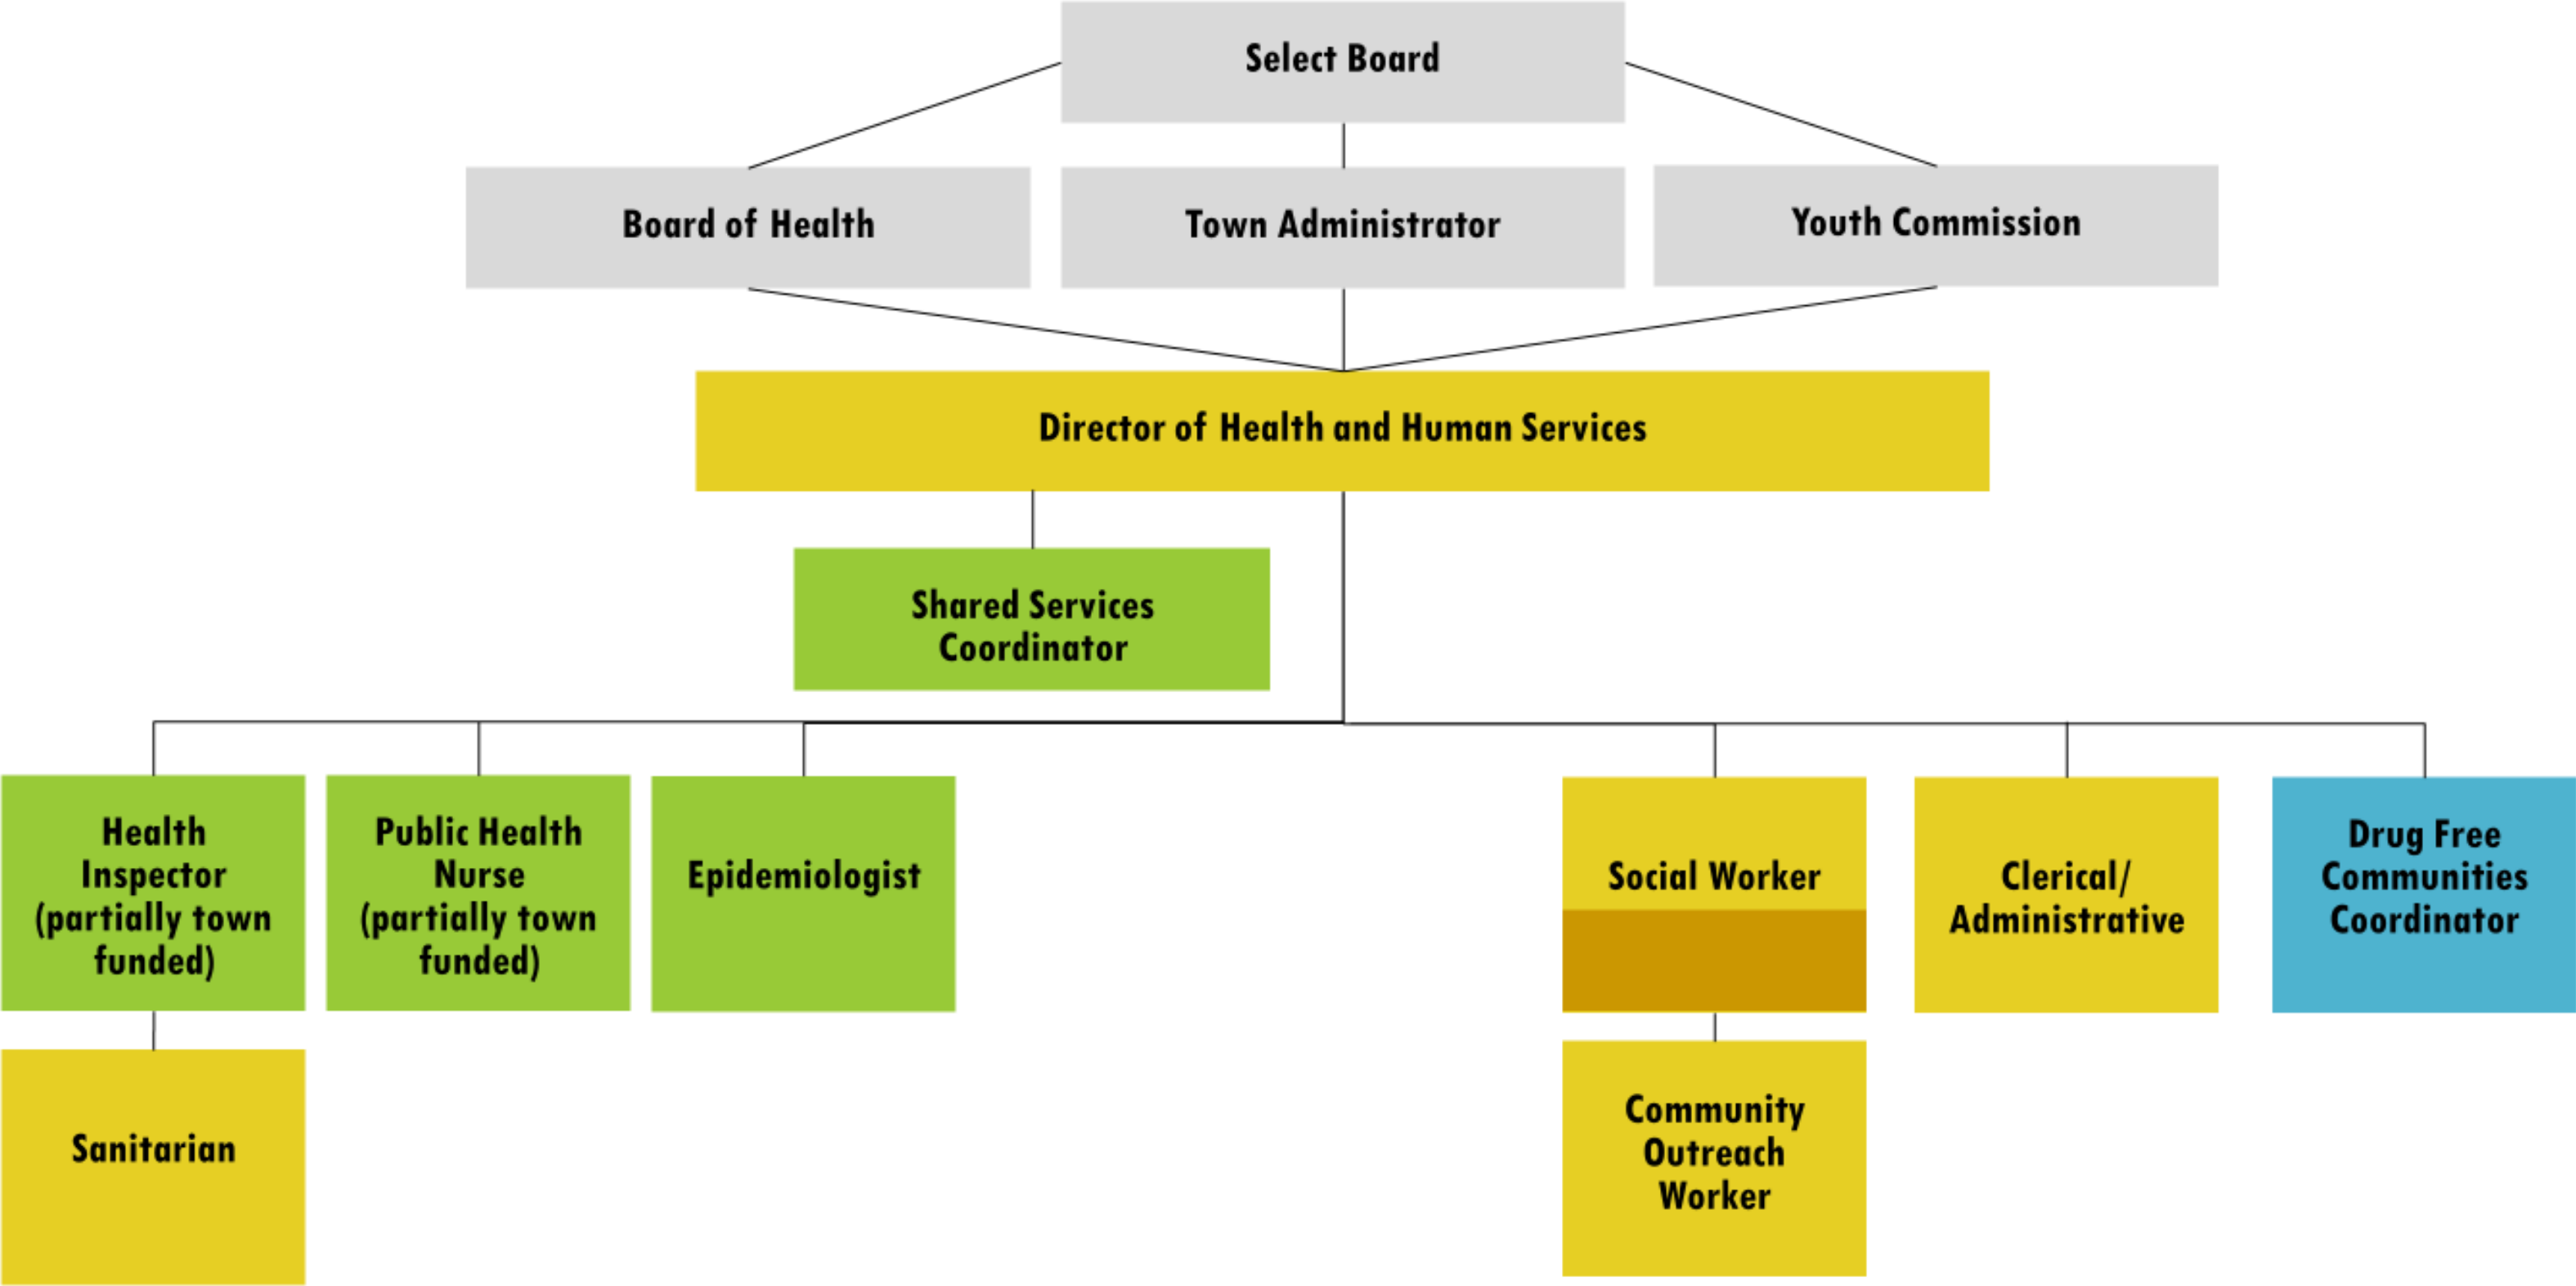 Select Board
Board of Health
Town Administrator
Youth Commission
Director of Health and Human Services
Shared Services
Coordinator
Health
Inspector
(partially town
funded)
Public Health
Nurse
(partially town
funded)
Epidemiologist
Social Worker
Clerical/
Administrative
Drug Free
Communities
Coordinator
Sanitarian
Community
Outreach
Worker